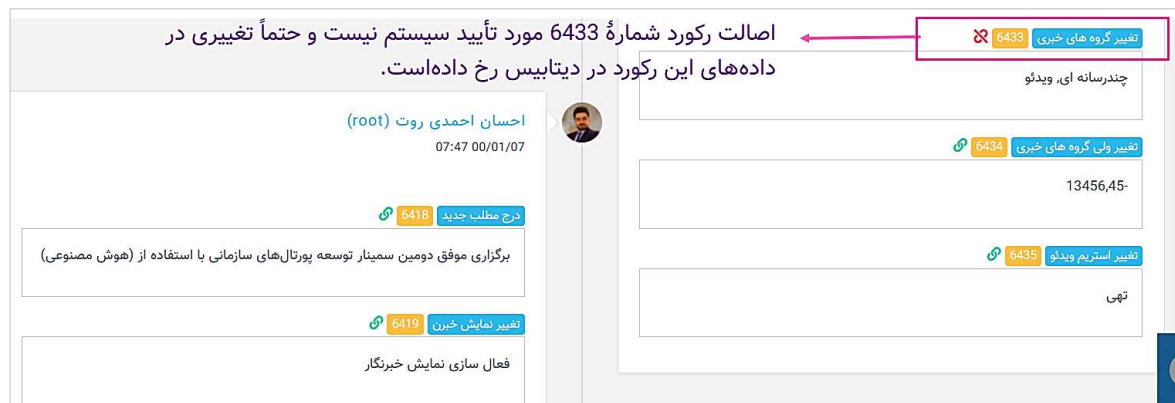 تغییر گروه های خبری 6433
اصالت رکورد شمارهٔ 6433 مورد تأیید سیستم نیست و حتماً تغییری در
داده‌های این رکورد در دیتابیس رخ داده‌است.
چندرسانه ای, ویدئو
تغییر ولی گروه های خبری 6434
13456,45-
تغییر استریم ویدئو 6435
تهی
احسان احمدی روت (root)
07:47 00/01/07
درج مطلب جدید 6418
برگزاری موفق دومین سمینار توسعه پورتال‌های سازمانی با استفاده از (هوش مصنوعی)
تغییر نمایش خبرن 6419
فعال سازی نمایش خبرنگار